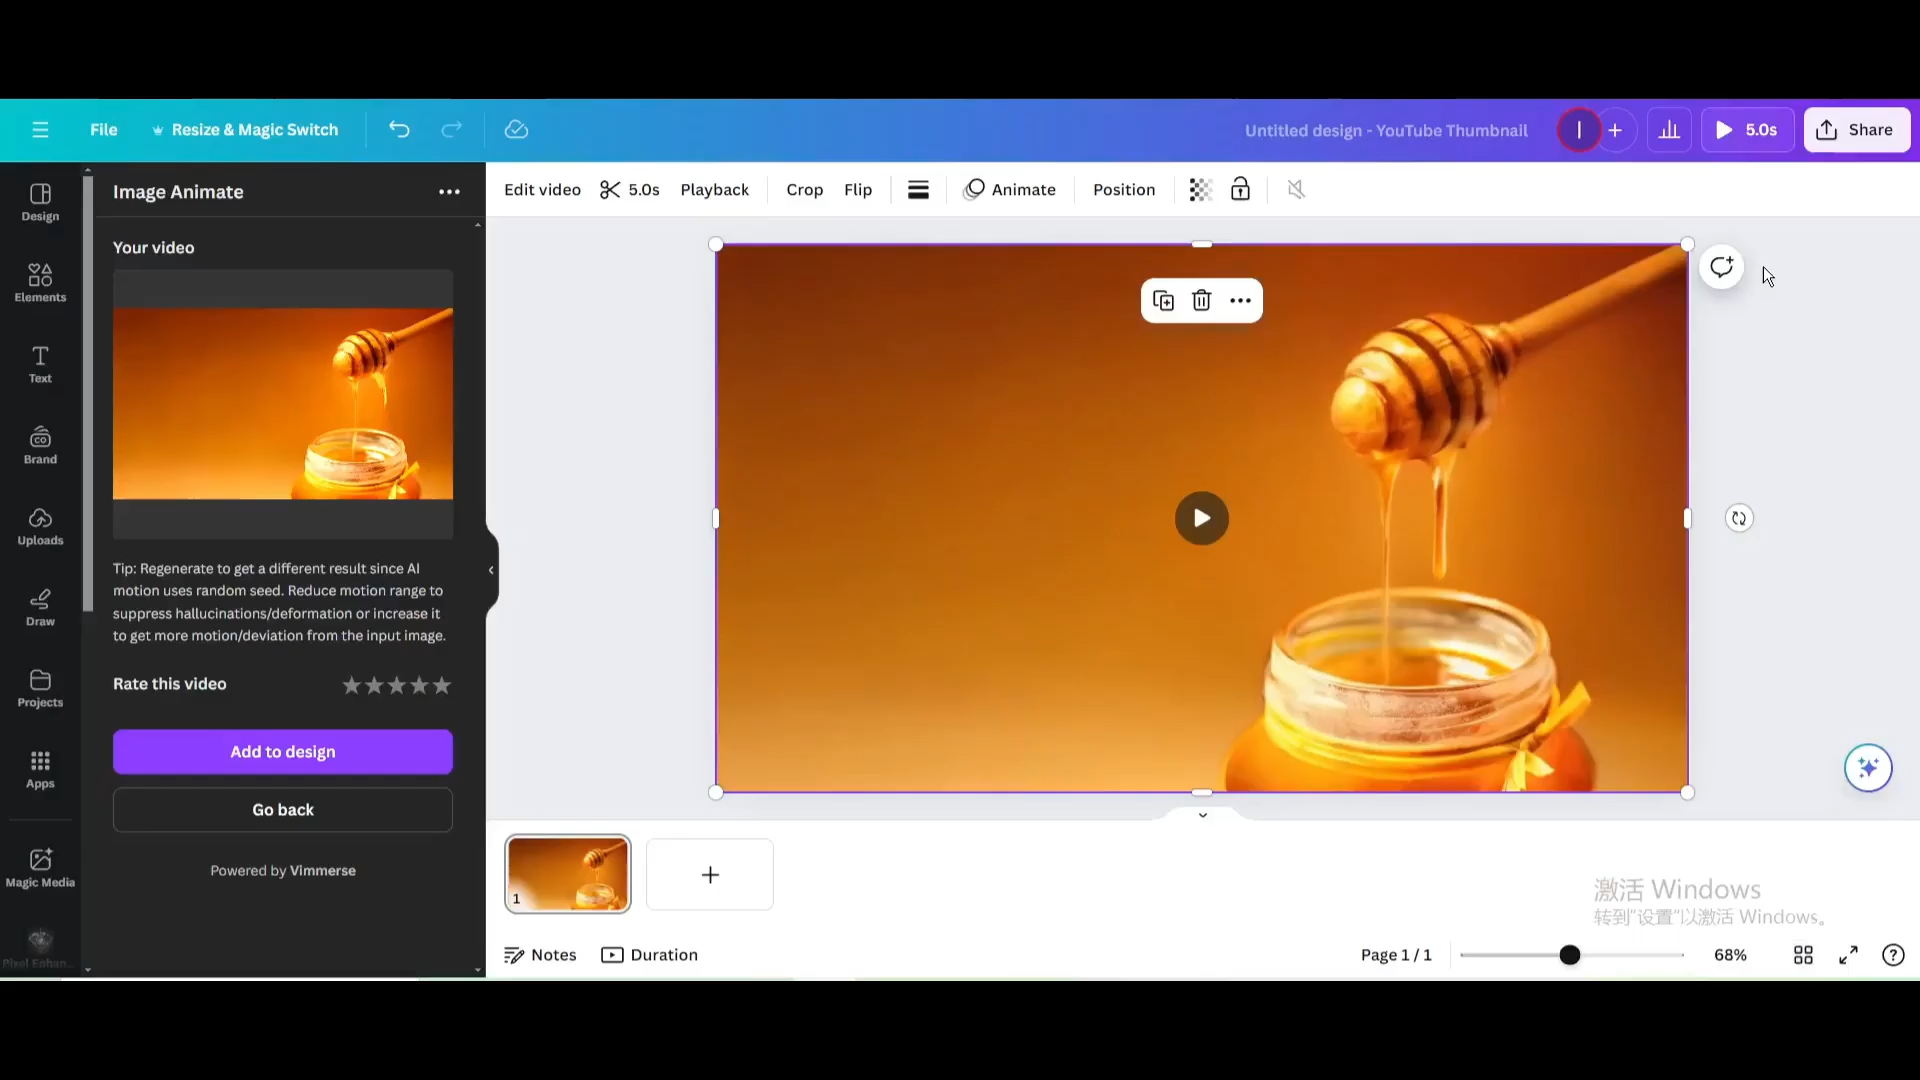 File
Resize & Magic Switch
Untitled design - YouTube Thumbnail
5.0s
Share
Design
Elements
Text
Brand
Uploads
Draw
Projects
Apps
Magic Media
Pixel Enhan...
Image Animate
Your video
Tip: Regenerate to get a different result since AI
motion uses random seed. Reduce motion range to
suppress hallucinations/deformation or increase it
to get more motion/deviation from the input image.
Rate this video
Add to design
Go back
Powered by Vimmerse
Edit video
5.0s
Playback
Crop
Flip
Animate
Position
1
激活 Windows
转到"设置"以激活 Windows。
Notes
Duration
Page 1 / 1
68%